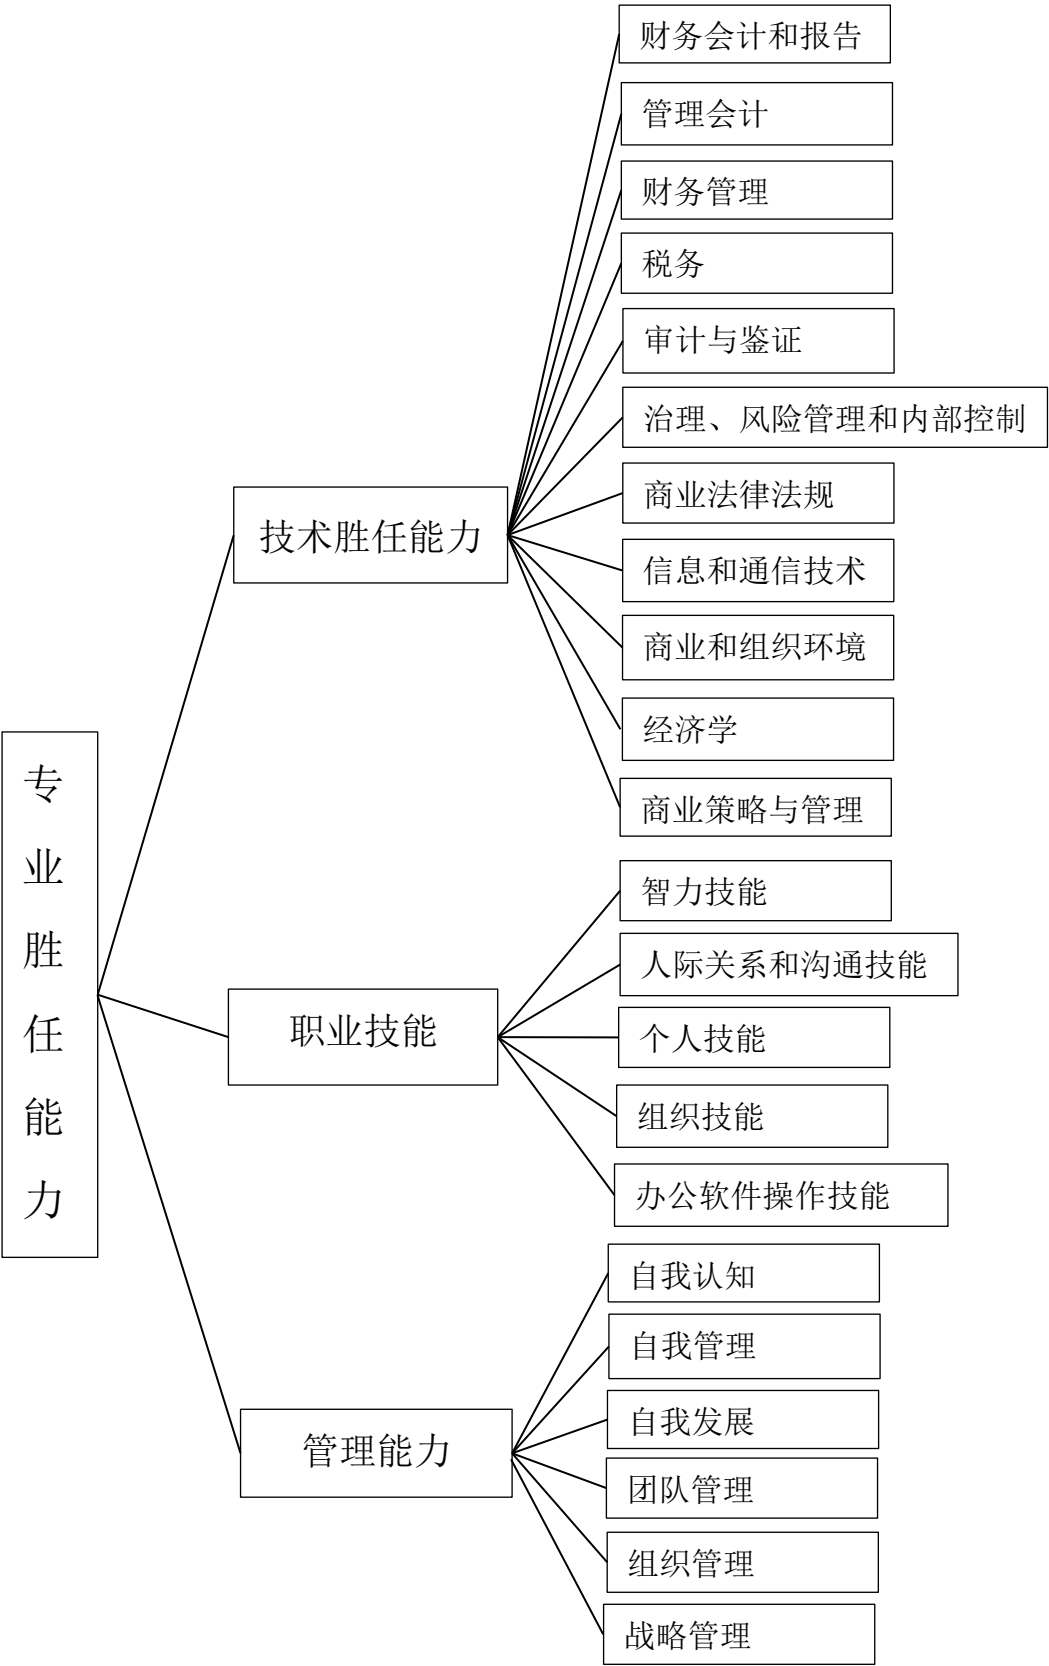 专业胜任能力
技术胜任能力
财务会计和报告
管理会计
财务管理
税务
审计与鉴证
治理、风险管理和内部控制
商业法律法规
信息和通信技术
商业和组织环境
经济学
商业策略与管理
职业技能
智力技能
人际关系和沟通技能
个人技能
组织技能
办公软件操作技能
管理能力
自我认知
自我管理
自我发展
团队管理
组织管理
战略管理